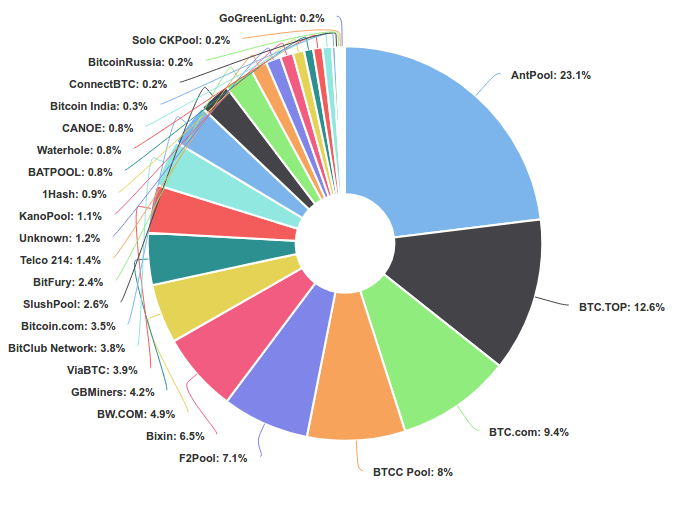 GoGreenLight: 0.2%
Solo CKPool: 0.2%
BitcoinRussia: 0.2%
ConnectBTC: 0.2%
Bitcoin India: 0.3%
CANOE: 0.8%
Waterhole: 0.8%
BATPOOL: 0.8%
1Hash: 0.9%
KanoPool: 1.1%
Unknown: 1.2%
Telco 214: 1.4%
BitFury: 2.4%
SlushPool: 2.6%
Bitcoin.com: 3.5%
BitClub Network: 3.8%
ViaBTC: 3.9%
GBMiners: 4.2%
BW.COM: 4.9%
Bixin: 6.5%
F2Pool: 7.1%
AntPool: 23.1%
BTC.TOP: 12.6%
BTC.com: 9.4%
BTCC Pool: 8%